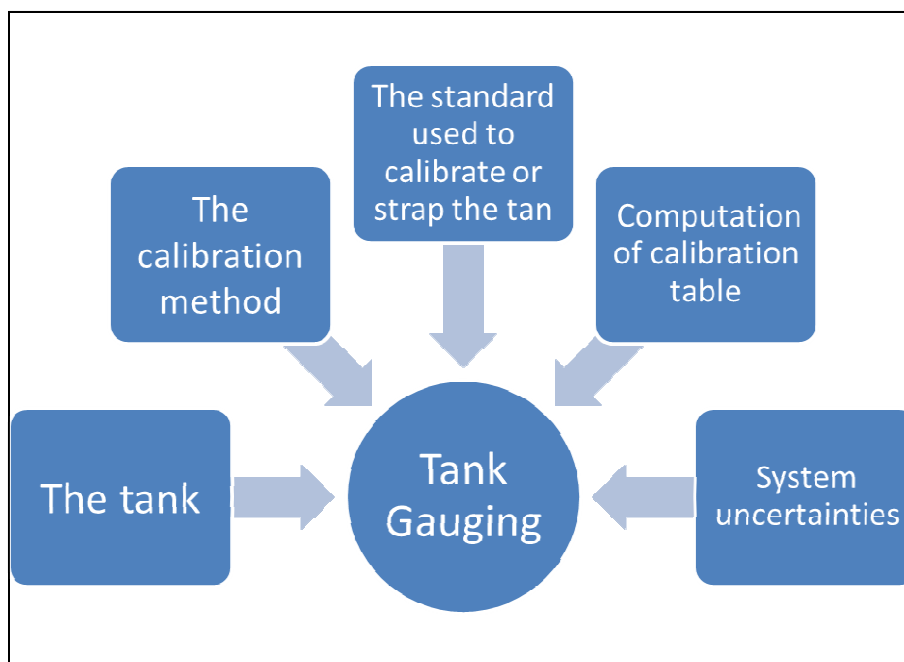 The standard
used to
calibrate or
strap the tan
The
calibration
method
Computation
of calibration
table
The tank
Tank
Gauging
System
uncertainties